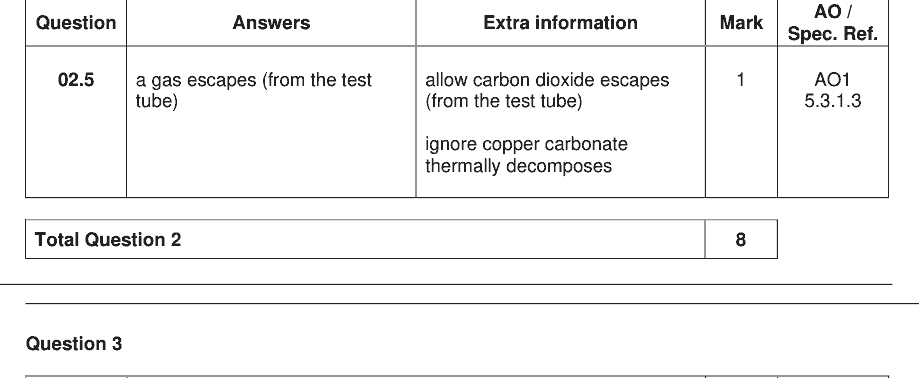 Question Answers Extra information Mark AO /
Spec. Ref.
02.5 a gas escapes (from the test allow carbon dioxide escapes 1 AO1
tube) (from the test tube) 5.3.1.3
ignore copper carbonate
thermally decomposes
Total Question 2 8
Question 3